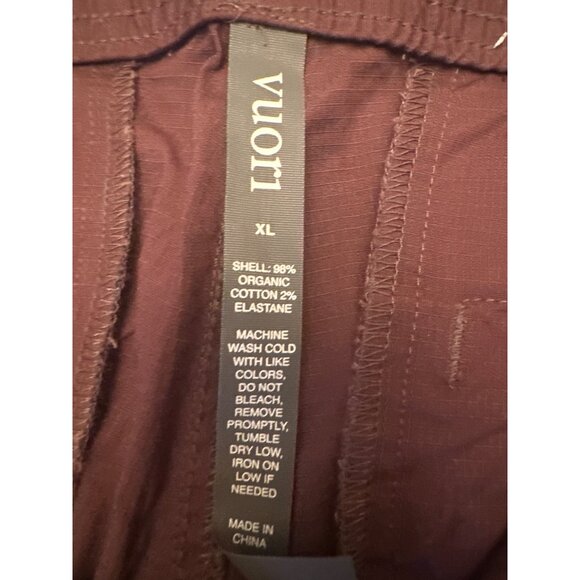 vuori
XL
SHELL: 98%
ORGANIC
COTTON 2%
ELASTANE
MACHINE
WASH COLD
WITH LIKE
COLORS,
DO NOT
BLEACH,
REMOVE
PROMPTLY,
TUMBLE
DRY LOW,
IRON ON
LOW IF
NEEDED
MADE IN
CHINA